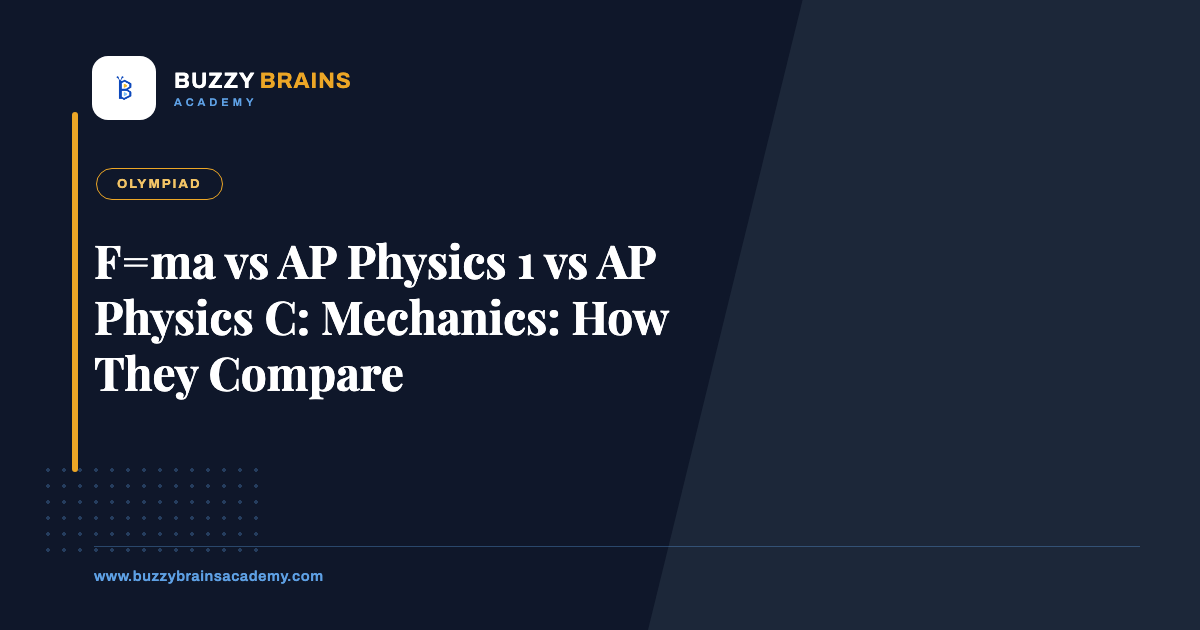 BUZZY BRAINS
ACADEMY
OLYMPIAD
F=ma vs AP Physics 1 vs AP
Physics C: Mechanics: How
They Compare
www.buzzybrainsacademy.com